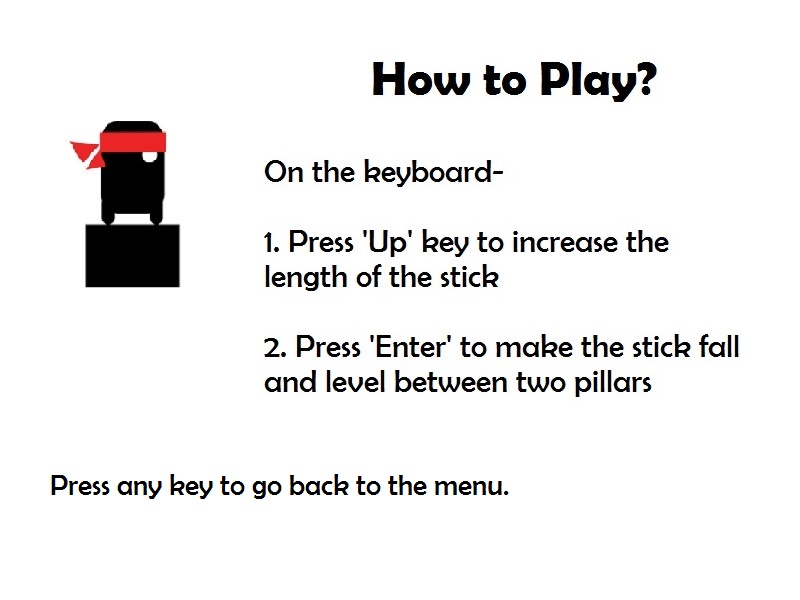 How to Play?
On the keyboard-
1. Press 'Up' key to increase the
length of the stick
2. Press 'Enter' to make the stick fall
and level between two pillars
Press any key to go back to the menu.